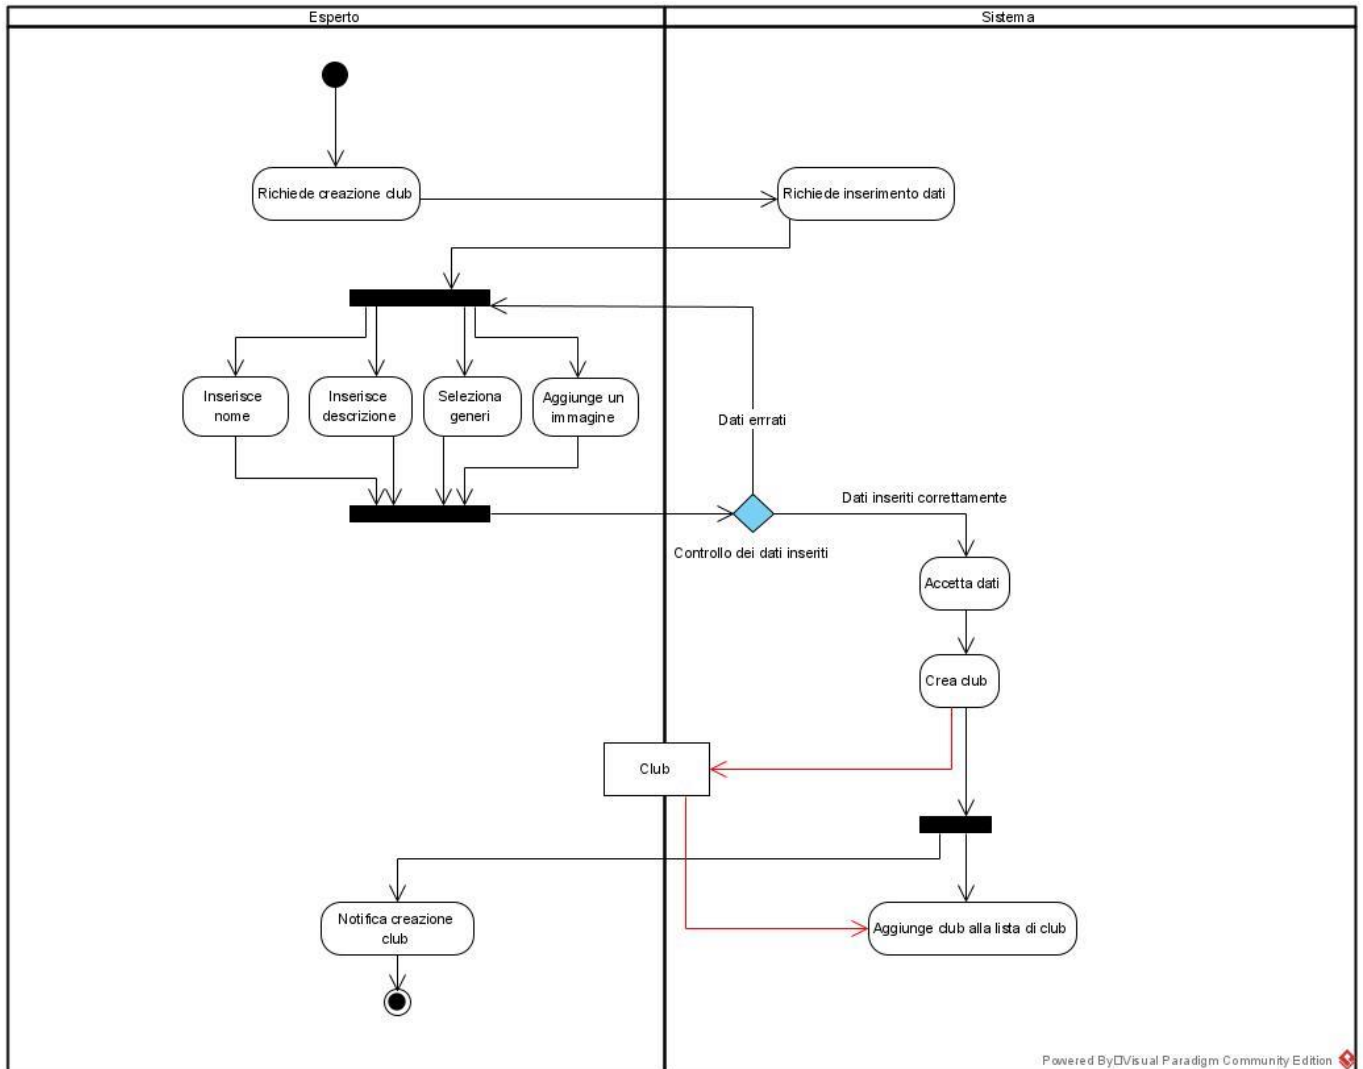 Esperto
Sistema
Richiede creazione club
Richiede inserimento dati
Inserisce
nome
Inserisce
descrizione
Seleziona
generi
Aggiunge un
immagine
Dati errati
Dati inseriti correttamente
Controllo dei dati inseriti
Accetta dati
Crea club
Club
Notifica creazione
club
Aggiunge club alla lista di club
Powered By Visual Paradigm Community Edition